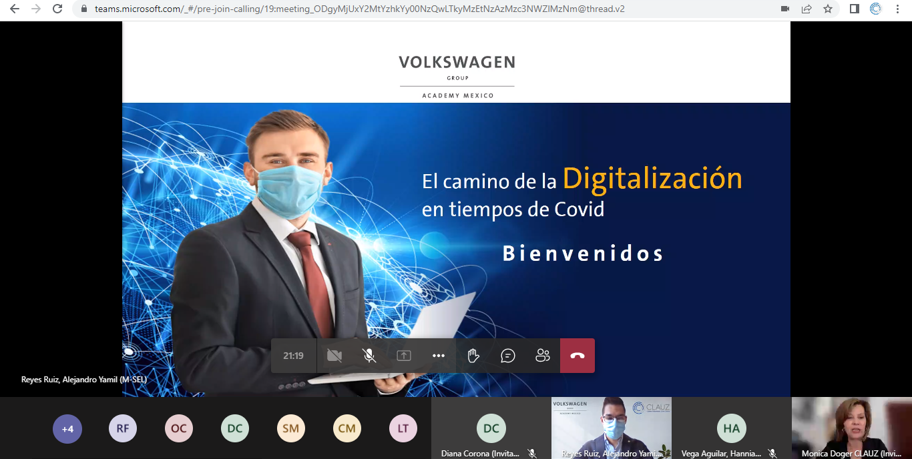 teams.microsoft.com/_#/pre-join-calling/19:meeting_ODgyMjUxY2MtYzhkYy00NzQwLTkyMzEtNzAzMzc3NWZlMzNm@thread.v2
VOLKSWAGEN
GROUP
ACADEMY MEXICO
El camino de la Digitalización
en tiempos de Covid
Bienvenidos
21:19
Reyes Ruiz, Alejandro Yamil (M-SEL)
+4
RF
OC
DC
SM
CM
LT
DC
Diana Corona (Invita...
VOLKSWAGEN
CLAUZ
Reyes Ruiz, Alejandro Yamil...
HA
Vega Aguilar, Hannia...
Monica Doger CLAUZ (Invi...